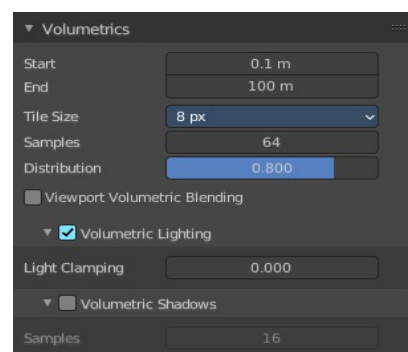 Volumetrics
Start 0.1 m
End 100 m
Tile Size 8 px
Samples 64
Distribution 0.800
Viewport Volumetric Blending
Volumetric Lighting
Light Clamping 0.000
Volumetric Shadows
Samples 16